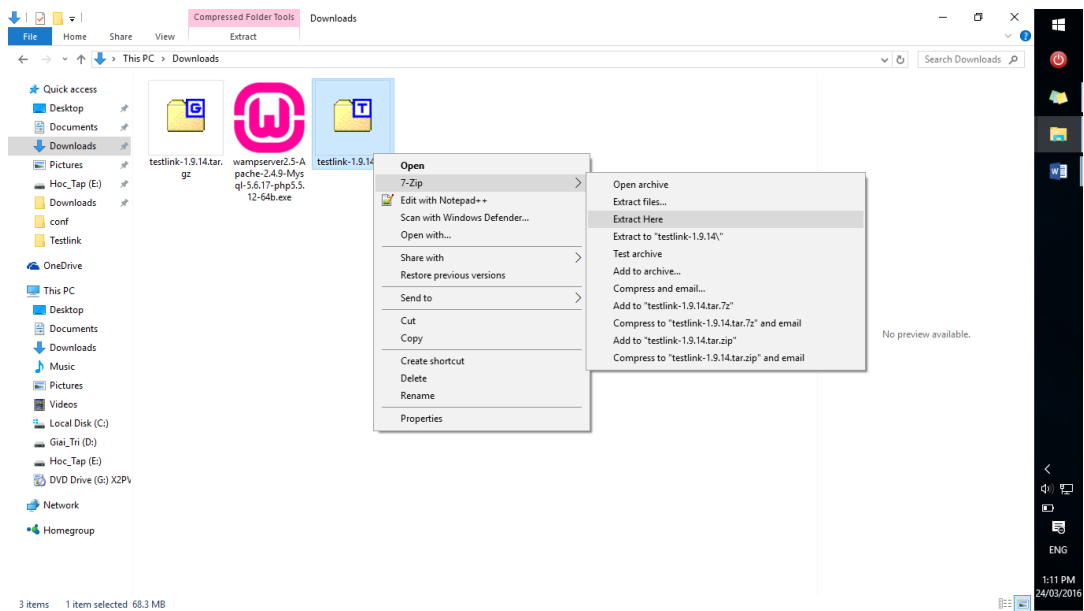 Compressed Folder Tools
Downloads
File
Home
Share
View
Extract
This PC > Downloads
Search Downloads
Quick access
Desktop
Documents
Downloads
Pictures
Hoc_Tap (E:)
Downloads
conf
Testlink
OneDrive
This PC
Desktop
Documents
Downloads
Music
Pictures
Videos
Local Disk (C:)
Giai_Tri (D:)
Hoc_Tap (E:)
DVD Drive (G:) X2PV
Network
Homegroup
G
testlink-1.9.14.tar.
gz
wampserver2.5-A
pache-2.4.9-Mys
ql-5.6.17-php5.5.
12-64b.exe
T
testlink-1.9.14
Open
7-Zip
Edit with Notepad++
Scan with Windows Defender...
Open with...
Share with
Restore previous versions
Send to
Cut
Copy
Create shortcut
Delete
Rename
Properties
Open archive
Extract files...
Extract Here
Extract to "testlink-1.9.14\"
Test archive
Add to archive...
Compress and email...
Add to "testlink-1.9.14.tar.7z"
Compress to "testlink-1.9.14.tar.7z" and email
Add to "testlink-1.9.14.tar.zip"
Compress to "testlink-1.9.14.tar.zip" and email
No preview available.
3 items 1 item selected 68.3 MB
ENG
1:11 PM
24/03/2016